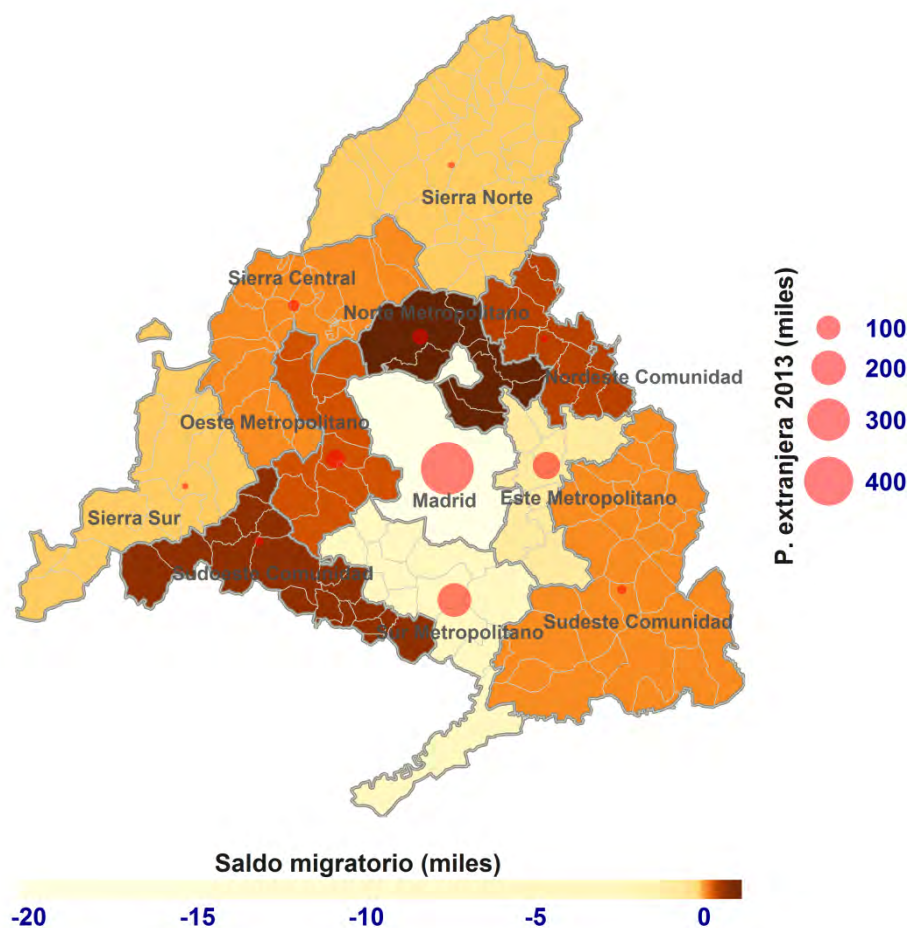 Sierra Norte
Sierra Central
Norte Metropolitano
Nordeste Comunidad
Oeste Metropolitano
Madrid
Este Metropolitano
Sierra Sur
Sudoeste Comunidad
Sur Metropolitano
Sudeste Comunidad
P. extranjera 2013 (miles)
100
200
300
400
Saldo migratorio (miles)
-20 -15 -10 -5 0